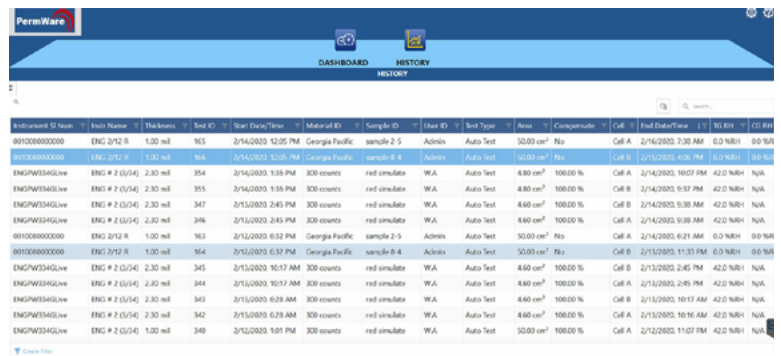 PermWare
DASHBOARD HISTORY
HISTORY
Search...
Instrument Sl Num Instr Name Thickness Test ID Start Date/Time Material ID Sample ID User ID Test Type Area Compensate Cell End Date/Time TG RH CG RH
0010000000000 ENG 2/12 R 1.00 mil 165 2/14/2020, 12:05 PM Georgia Pacific sample 2-5 Admin Auto Test 50.00 cm² No Cell A 2/16/2020, 7:30 AM 0.0 %RH
0010000000000 ENG 2/12 R 1.00 mil 166 2/14/2020, 12:05 PM Georgia Pacific sample 8-4 Admin Auto Test 50.00 cm² No Cell B 2/15/2020, 4:06 PM 0.0 %RH
ENGPW334GLive ENG # 2 (3/34) 2.30 mil 354 2/14/2020, 1:35 PM 300 counts red simulate W.A Auto Test 4.80 cm² 100.00 % Cell A 2/14/2020, 10:07 PM 42.0 %RH N/A
ENGPW334GLive ENG # 2 (3/34) 2.30 mil 355 2/14/2020, 1:35 PM 300 counts red simulate W.A Auto Test 4.80 cm² 100.00 % Cell B 2/14/2020, 9:57 PM 42.0 %RH N/A
ENGPW334GLive ENG # 2 (3/34) 2.30 mil 347 2/13/2020, 2:45 PM 300 counts red simulate W.A Auto Test 4.60 cm² 100.00 % Cell B 2/14/2020, 9:38 AM 42.0 %RH N/A
ENGPW334GLive ENG # 2 (3/34) 2.30 mil 346 2/13/2020, 2:45 PM 300 counts red simulate W.A Auto Test 4.60 cm² 100.00 % Cell A 2/14/2020, 9:38 AM 42.0 %RH N/A
0010000000000 ENG 2/12 R 1.00 mil 163 2/12/2020, 6:32 PM Georgia Pacific sample 2-5 Admin Auto Test 50.00 cm² No Cell A 2/14/2020, 6:21 AM 0.0 %RH
0010000000000 ENG 2/12 R 1.00 mil 164 2/12/2020, 6:32 PM Georgia Pacific sample 8-4 Admin Auto Test 50.00 cm² No Cell B 2/13/2020, 11:33 PM 0.0 %RH
ENGPW334GLive ENG # 2 (3/34) 2.30 mil 345 2/13/2020, 10:17 AM 300 counts red simulate W.A Auto Test 4.60 cm² 100.00 % Cell B 2/13/2020, 2:45 PM 42.0 %RH N/A
ENGPW334GLive ENG # 2 (3/34) 2.30 mil 344 2/13/2020, 10:17 AM 300 counts red simulate W.A Auto Test 4.60 cm² 100.00 % Cell A 2/13/2020, 2:45 PM 42.0 %RH N/A
ENGPW334GLive ENG # 2 (3/34) 2.30 mil 343 2/13/2020, 6:28 AM 300 counts red simulate W.A Auto Test 4.60 cm² 100.00 % Cell B 2/13/2020, 10:17 AM 42.0 %RH N/A
ENGPW334GLive ENG # 2 (3/34) 2.30 mil 342 2/13/2020, 6:28 AM 300 counts red simulate W.A Auto Test 4.60 cm² 100.00 % Cell A 2/13/2020, 10:16 AM 42.0 %RH N/A
ENGPW334GLive ENG # 2 (3/34) 1.00 mil 340 2/12/2020, 1:01 PM 300 counts red simulate W.A Auto Test 50.00 cm² 100.00 % Cell A 2/12/2020, 11:07 PM 42.0 %RH N/A
Create Filter